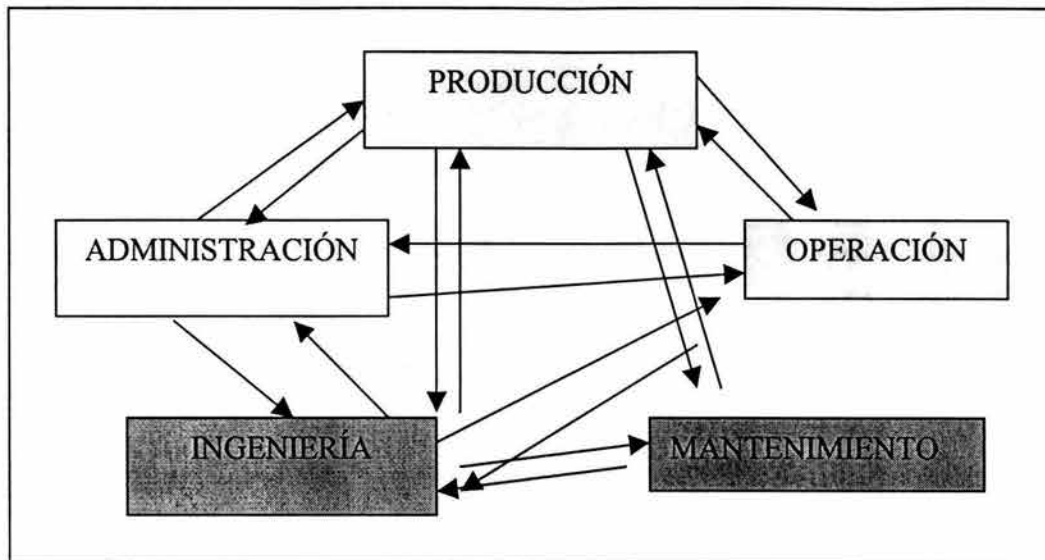 PRODUCCIÓN
ADMINISTRACIÓN
OPERACIÓN
INGENIERÍA
MANTENIMIENTO